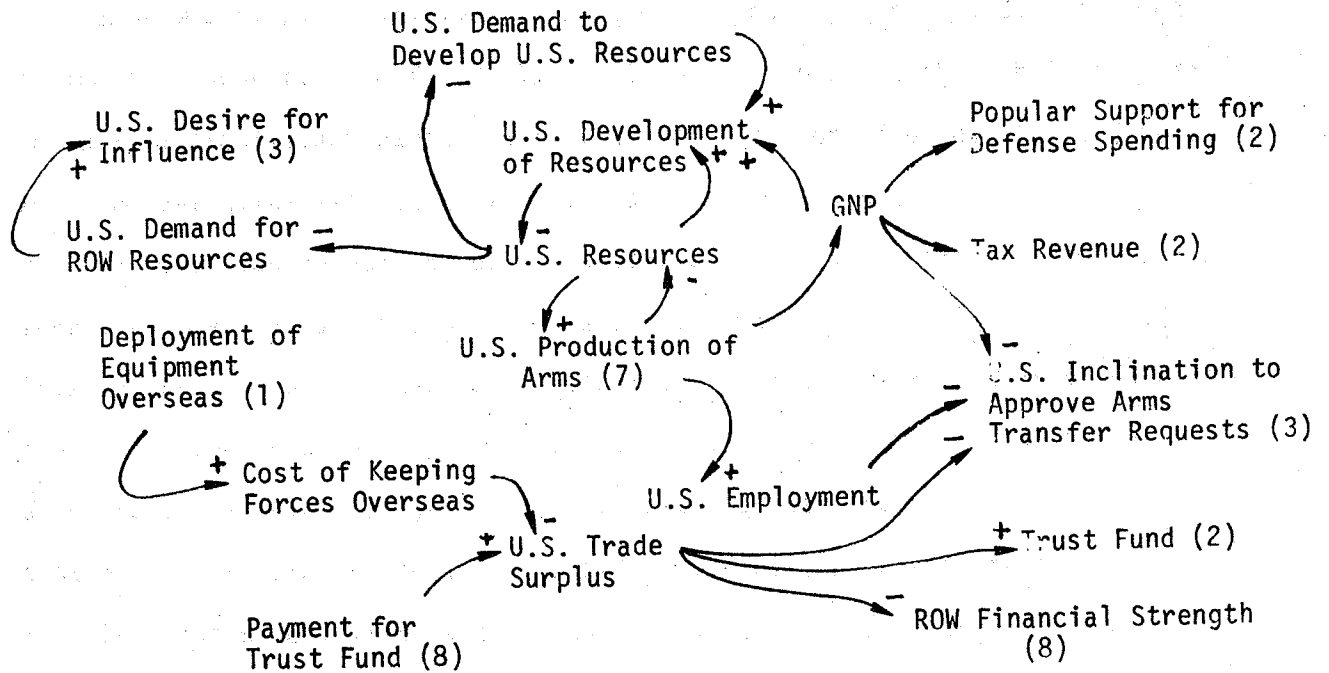 U.S. Demand to
Develop U.S. Resources
−
+
U.S. Desire for
Influence (3)
+
U.S. Development
of Resources
+
+
Popular Support for
Defense Spending (2)
GNP
U.S. Demand for
ROW Resources
−
−
U.S. Resources
−
Tax Revenue (2)
Deployment of
Equipment
Overseas (1)
+
U.S. Production of
Arms (7)
−
U.S. Inclination to
Approve Arms
Transfer Requests (3)
−
−
+
Cost of Keeping
Forces Overseas
+
U.S. Employment
−
+
U.S. Trade
Surplus
+
Trust Fund (2)
−
ROW Financial Strength
(8)
Payment for
Trust Fund (8)